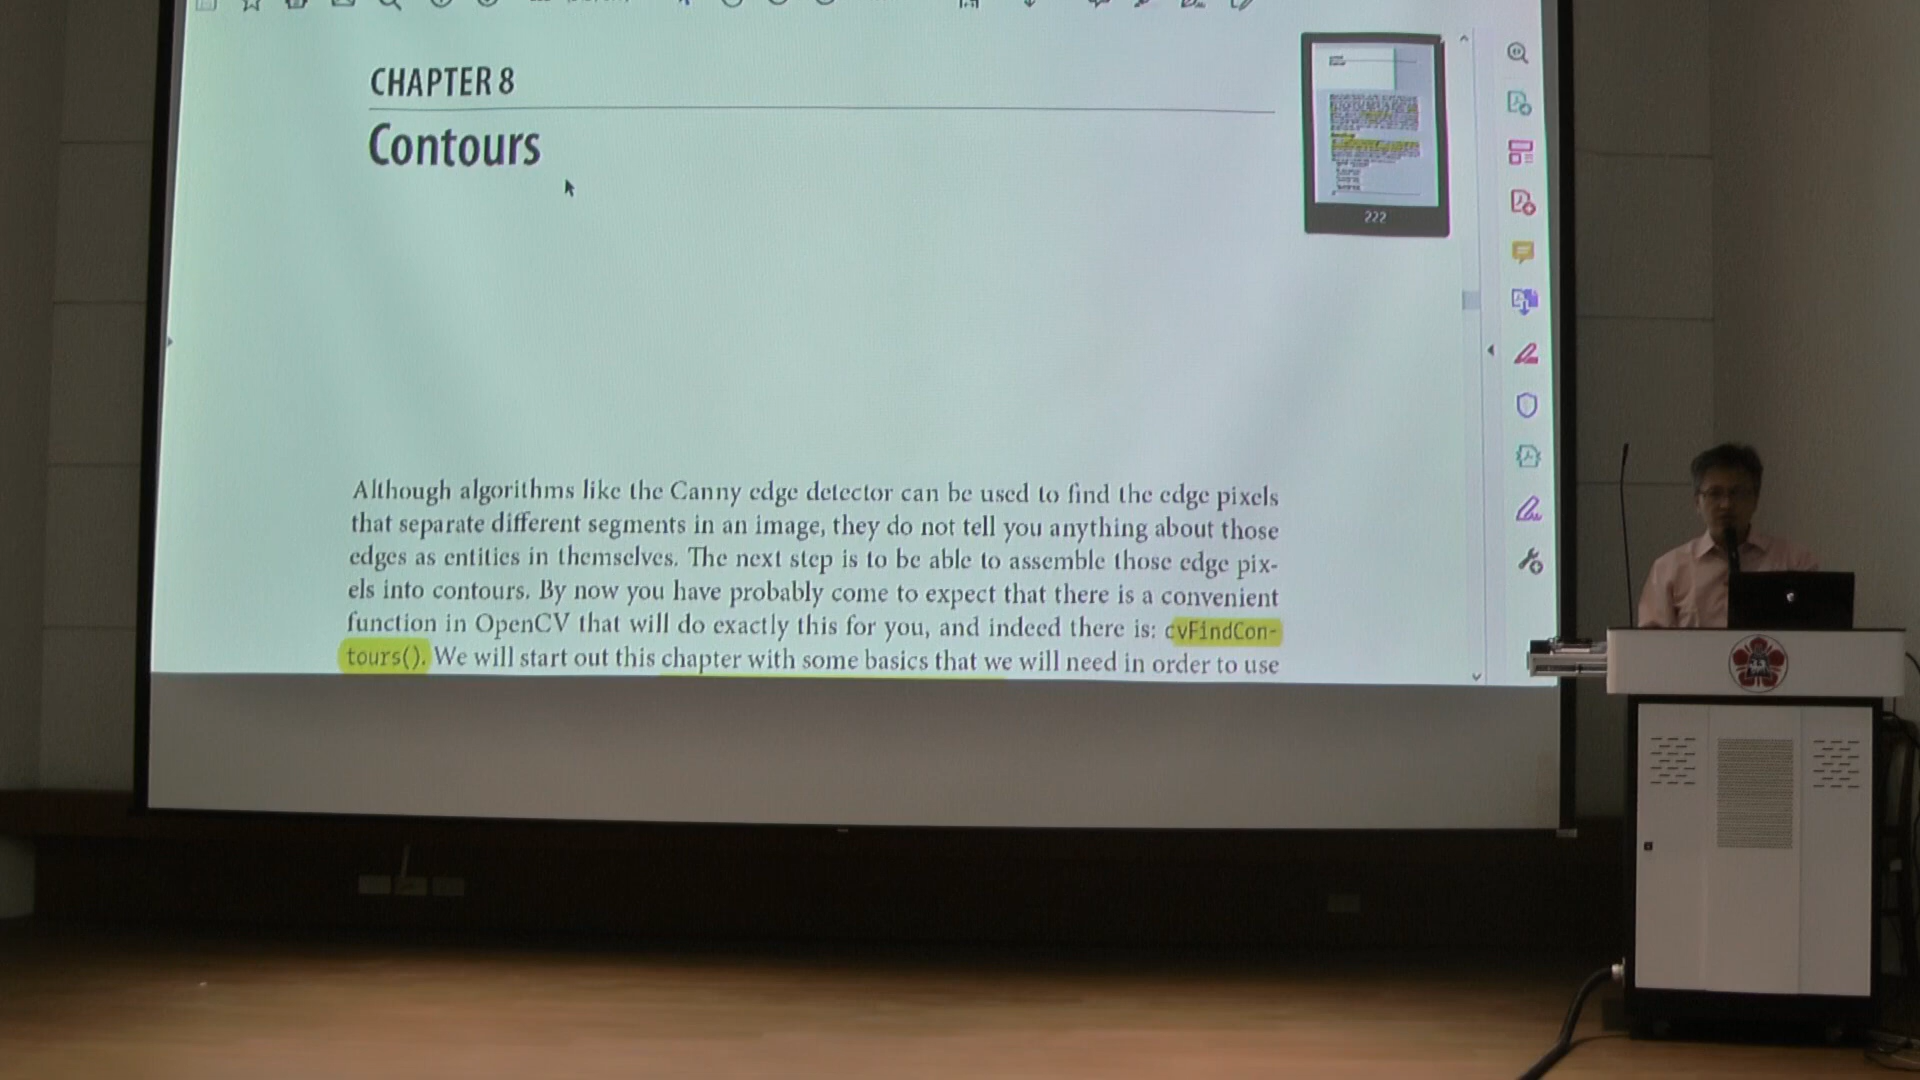 CHAPTER 8
Contours
222
Although algorithms like the Canny edge detector can be used to find the edge pixels
that separate different segments in an image, they do not tell you anything about those
edges as entities in themselves. The next step is to be able to assemble those edge pix-
els into contours. By now you have probably come to expect that there is a convenient
function in OpenCV that will do exactly this for you, and indeed there is: cvFindCon-
tours(). We will start out this chapter with some basics that we will need in order to use